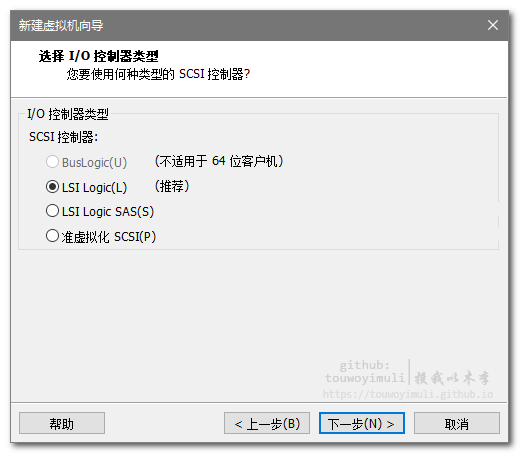 新建虚拟机向导
选择 I/O 控制器类型
您要使用何种类型的 SCSI 控制器?
I/O 控制器类型
SCSI 控制器:
BusLogic(U) （不适用于 64 位客户机）
LSI Logic(L) （推荐）
LSI Logic SAS(S)
准虚拟化 SCSI(P)
github:
touwoyimuli 投我以木李
https://touwoyimuli.github.io
帮助 < 上一步(B) 下一步(N) > 取消